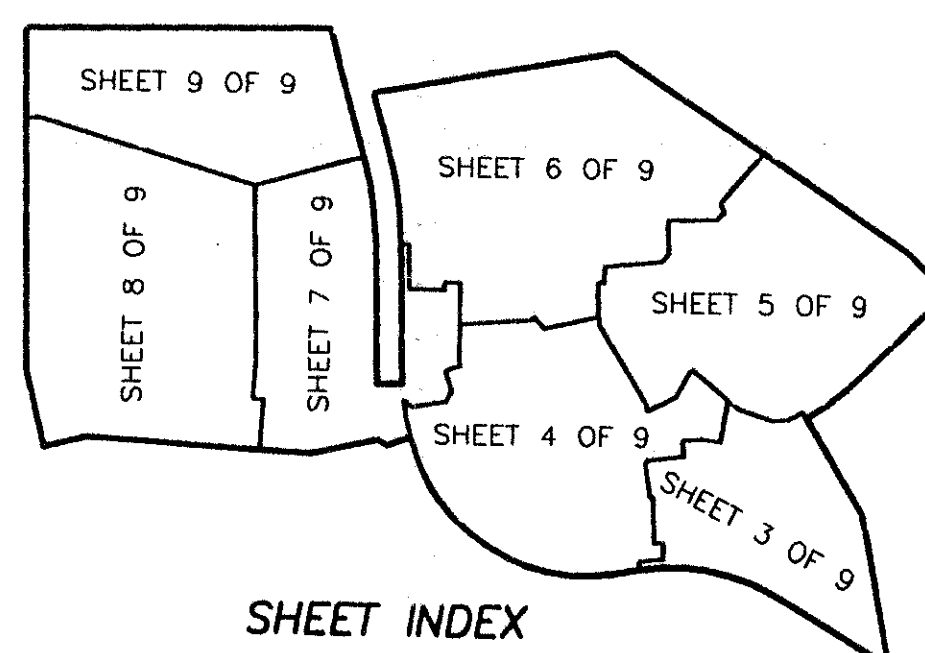 SHEET 9 OF 9
SHEET 6 OF 9
SHEET 8 OF 9
SHEET 7 OF 9
SHEET 5 OF 9
SHEET 4 OF 9
SHEET 3 OF 9
SHEET INDEX